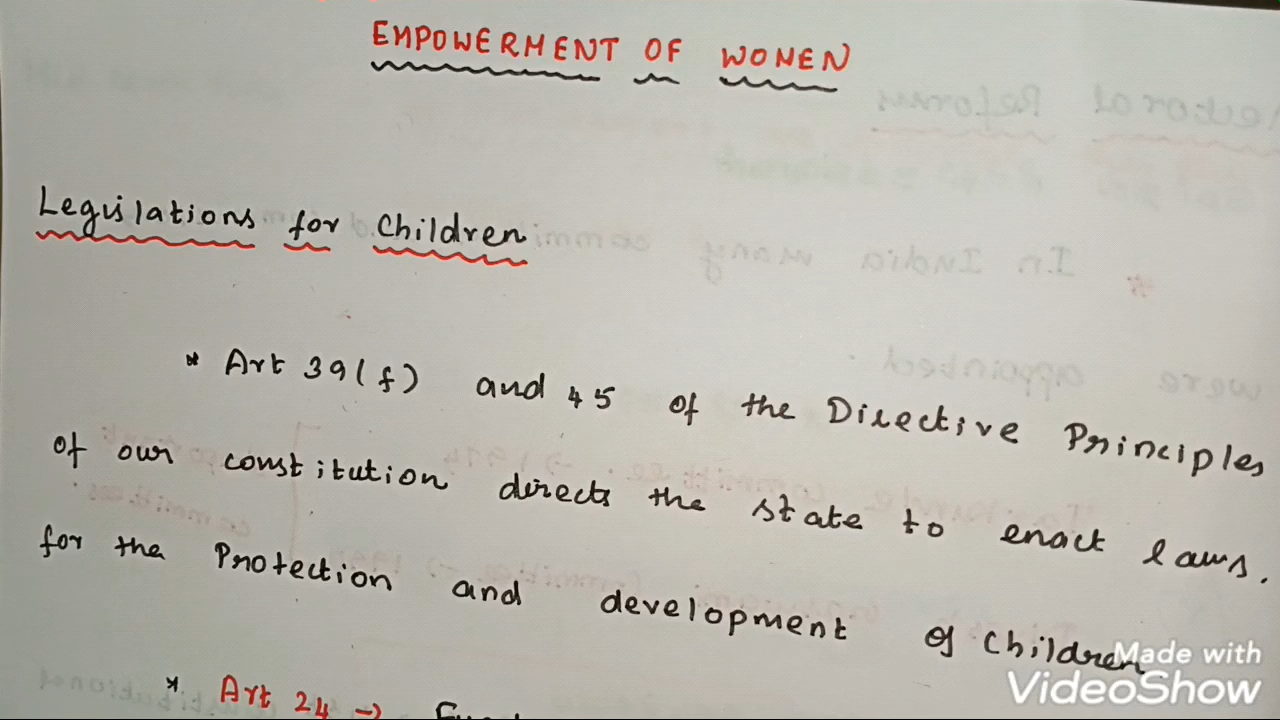 EMPOWERMENT OF WOMEN
Legislations for Children
* Art 39(f) and 45 of the Directive Principles
of our constitution directs the state to enact laws.
for the Protection and development of Children
* Art 24 →
Made with
VideoShow